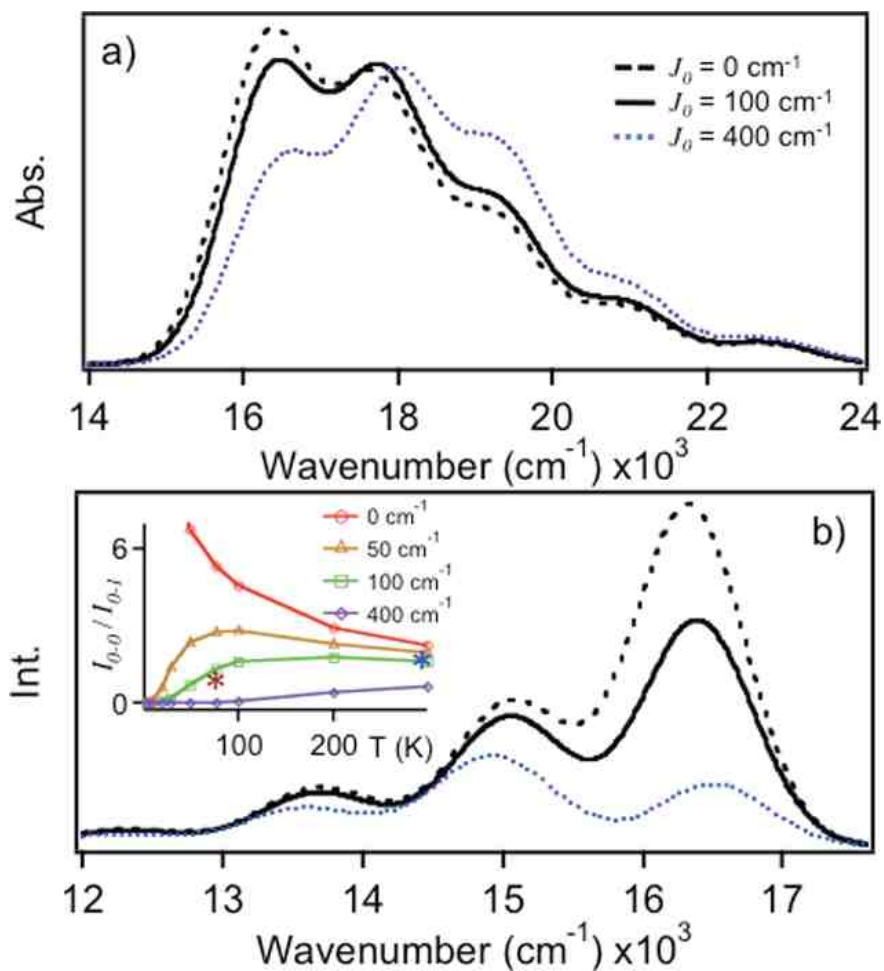 a)
J₀ = 0 cm⁻¹
J₀ = 100 cm⁻¹
J₀ = 400 cm⁻¹
Abs.
14 16 18 20 22 24
Wavenumber (cm⁻¹) x10³
b)
0 cm⁻¹
50 cm⁻¹
100 cm⁻¹
400 cm⁻¹
I₀₋₀ / I₀₋₁
6
0
100 200 T (K)
Int.
12 13 14 15 16 17
Wavenumber (cm⁻¹) x10³